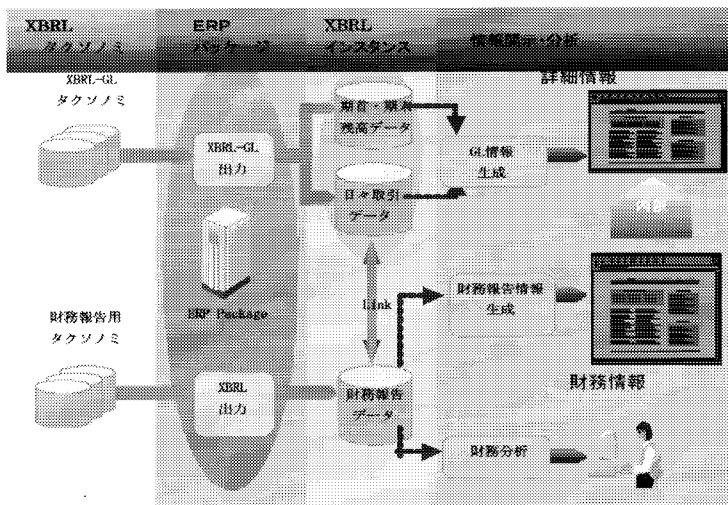 XBRL
タクソノミ
ERP
パッケージ
XBRL
インスタンス
情報開示・分析
XBRL-GL
タクソノミ
XBRL-GL
出力
期首・期末
残高データ
日々取引
データ
GL情報
生成
詳細情報
ERP Package
Link
財務報告用
タクソノミ
XBRL
出力
財務報告
データ
財務報告情報
生成
財務情報
財務分析